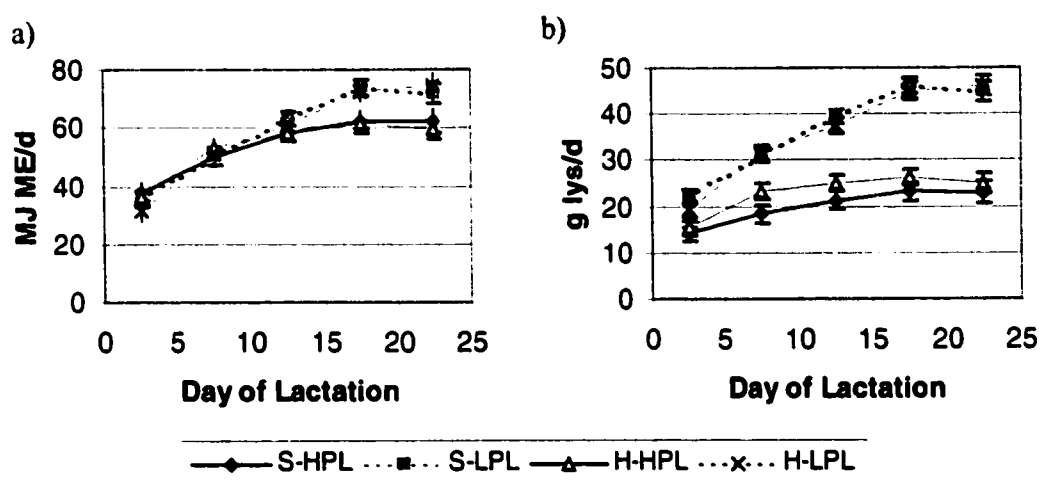 a)
MJ ME/d
80
60
40
20
0
0 5 10 15 20 25
Day of Lactation
b)
g lys/d
50
40
30
20
10
0
0 5 10 15 20 25
Day of Lactation
S-HPL S-LPL H-HPL H-LPL